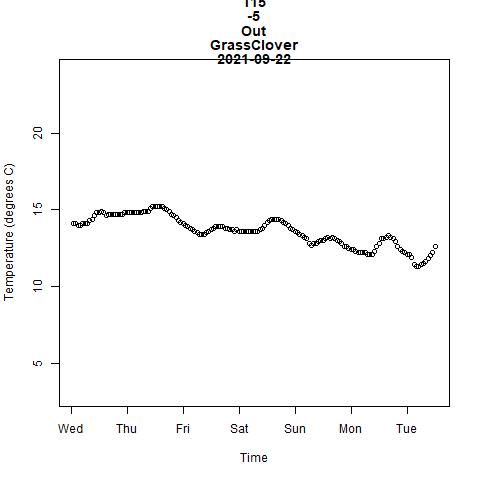 115
-5
Out
GrassClover
2021-09-22
20
15
10
5
Temperature (degrees C)
Wed Thu Fri Sat Sun Mon Tue
Time